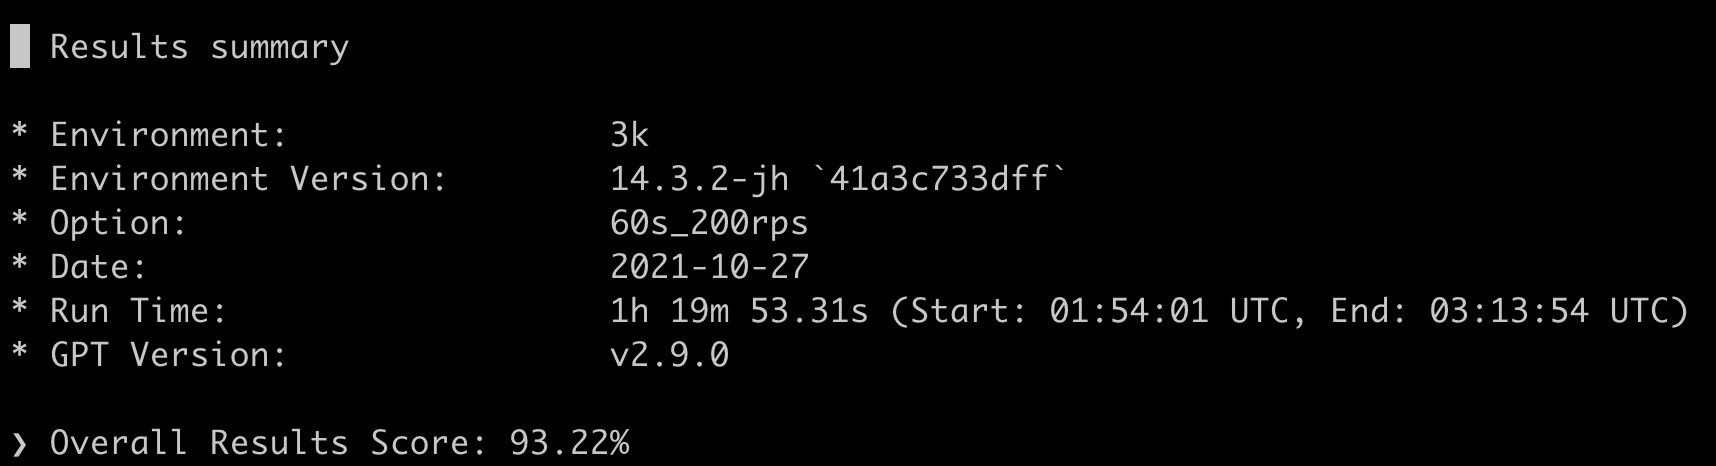 Results summary
* Environment: 3k
* Environment Version: 14.3.2-jh `41a3c733dff`
* Option: 60s_200rps
* Date: 2021-10-27
* Run Time: 1h 19m 53.31s (Start: 01:54:01 UTC, End: 03:13:54 UTC)
* GPT Version: v2.9.0
❯ Overall Results Score: 93.22%